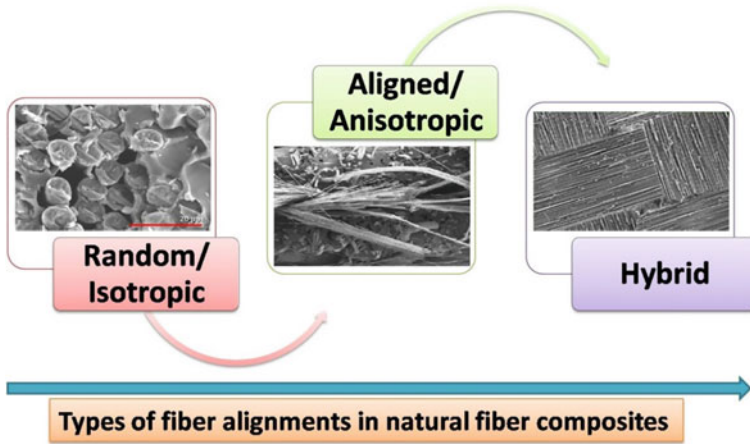 Random/
Isotropic
Aligned/
Anisotropic
Hybrid
Types of fiber alignments in natural fiber composites